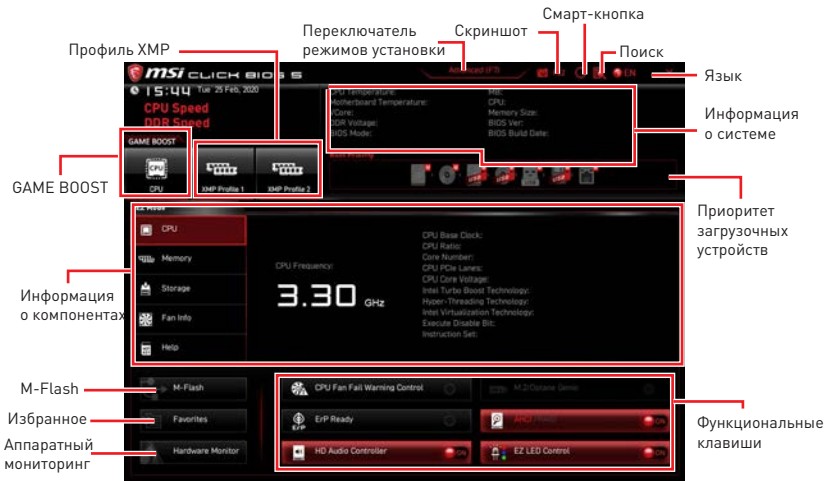 Смарт-кнопка
Переключатель
режимов установки
Скриншот
Профиль XMP
Поиск
msi CLICK BIOS 5
Advanced (F7)
EN
Язык
15:44 Tue 25 Feb, 2020
CPU Speed
DDR Speed
CPU Temperature:
Motherboard Temperature:
VCore:
DDR Voltage:
BIOS Mode:
MB:
CPU:
Memory Size:
BIOS Ver:
BIOS Build Date:
Информация
о системе
GAME BOOST
CPU
CPU
XMP Profile 1
XMP Profile 2
Boot Priority
USB
USB
USB
GAME BOOST
Приоритет
загрузочных
устройств
EZ Mode
CPU
Memory
Storage
Fan Info
Help
CPU Frequency:
3.30 GHz
CPU Base Clock:
CPU Ratio:
Core Number:
CPU PCIe Lanes:
CPU Core Voltage:
Intel Turbo Boost Technology:
Hyper-Threading Technology:
Intel Virtualization Technology:
Execute Disable Bit:
Instruction Set:
Информация
о компонентах
M-Flash
M-Flash
CPU Fan Fail Warning Control
M.2/Optane Genie
Избранное
Favorites
ErP
ErP Ready
AHCI /RAID
ON
Функциональные
клавиши
Аппаратный
мониторинг
Hardware Monitor
HD Audio Controller
ON
EZ LED Control
ON